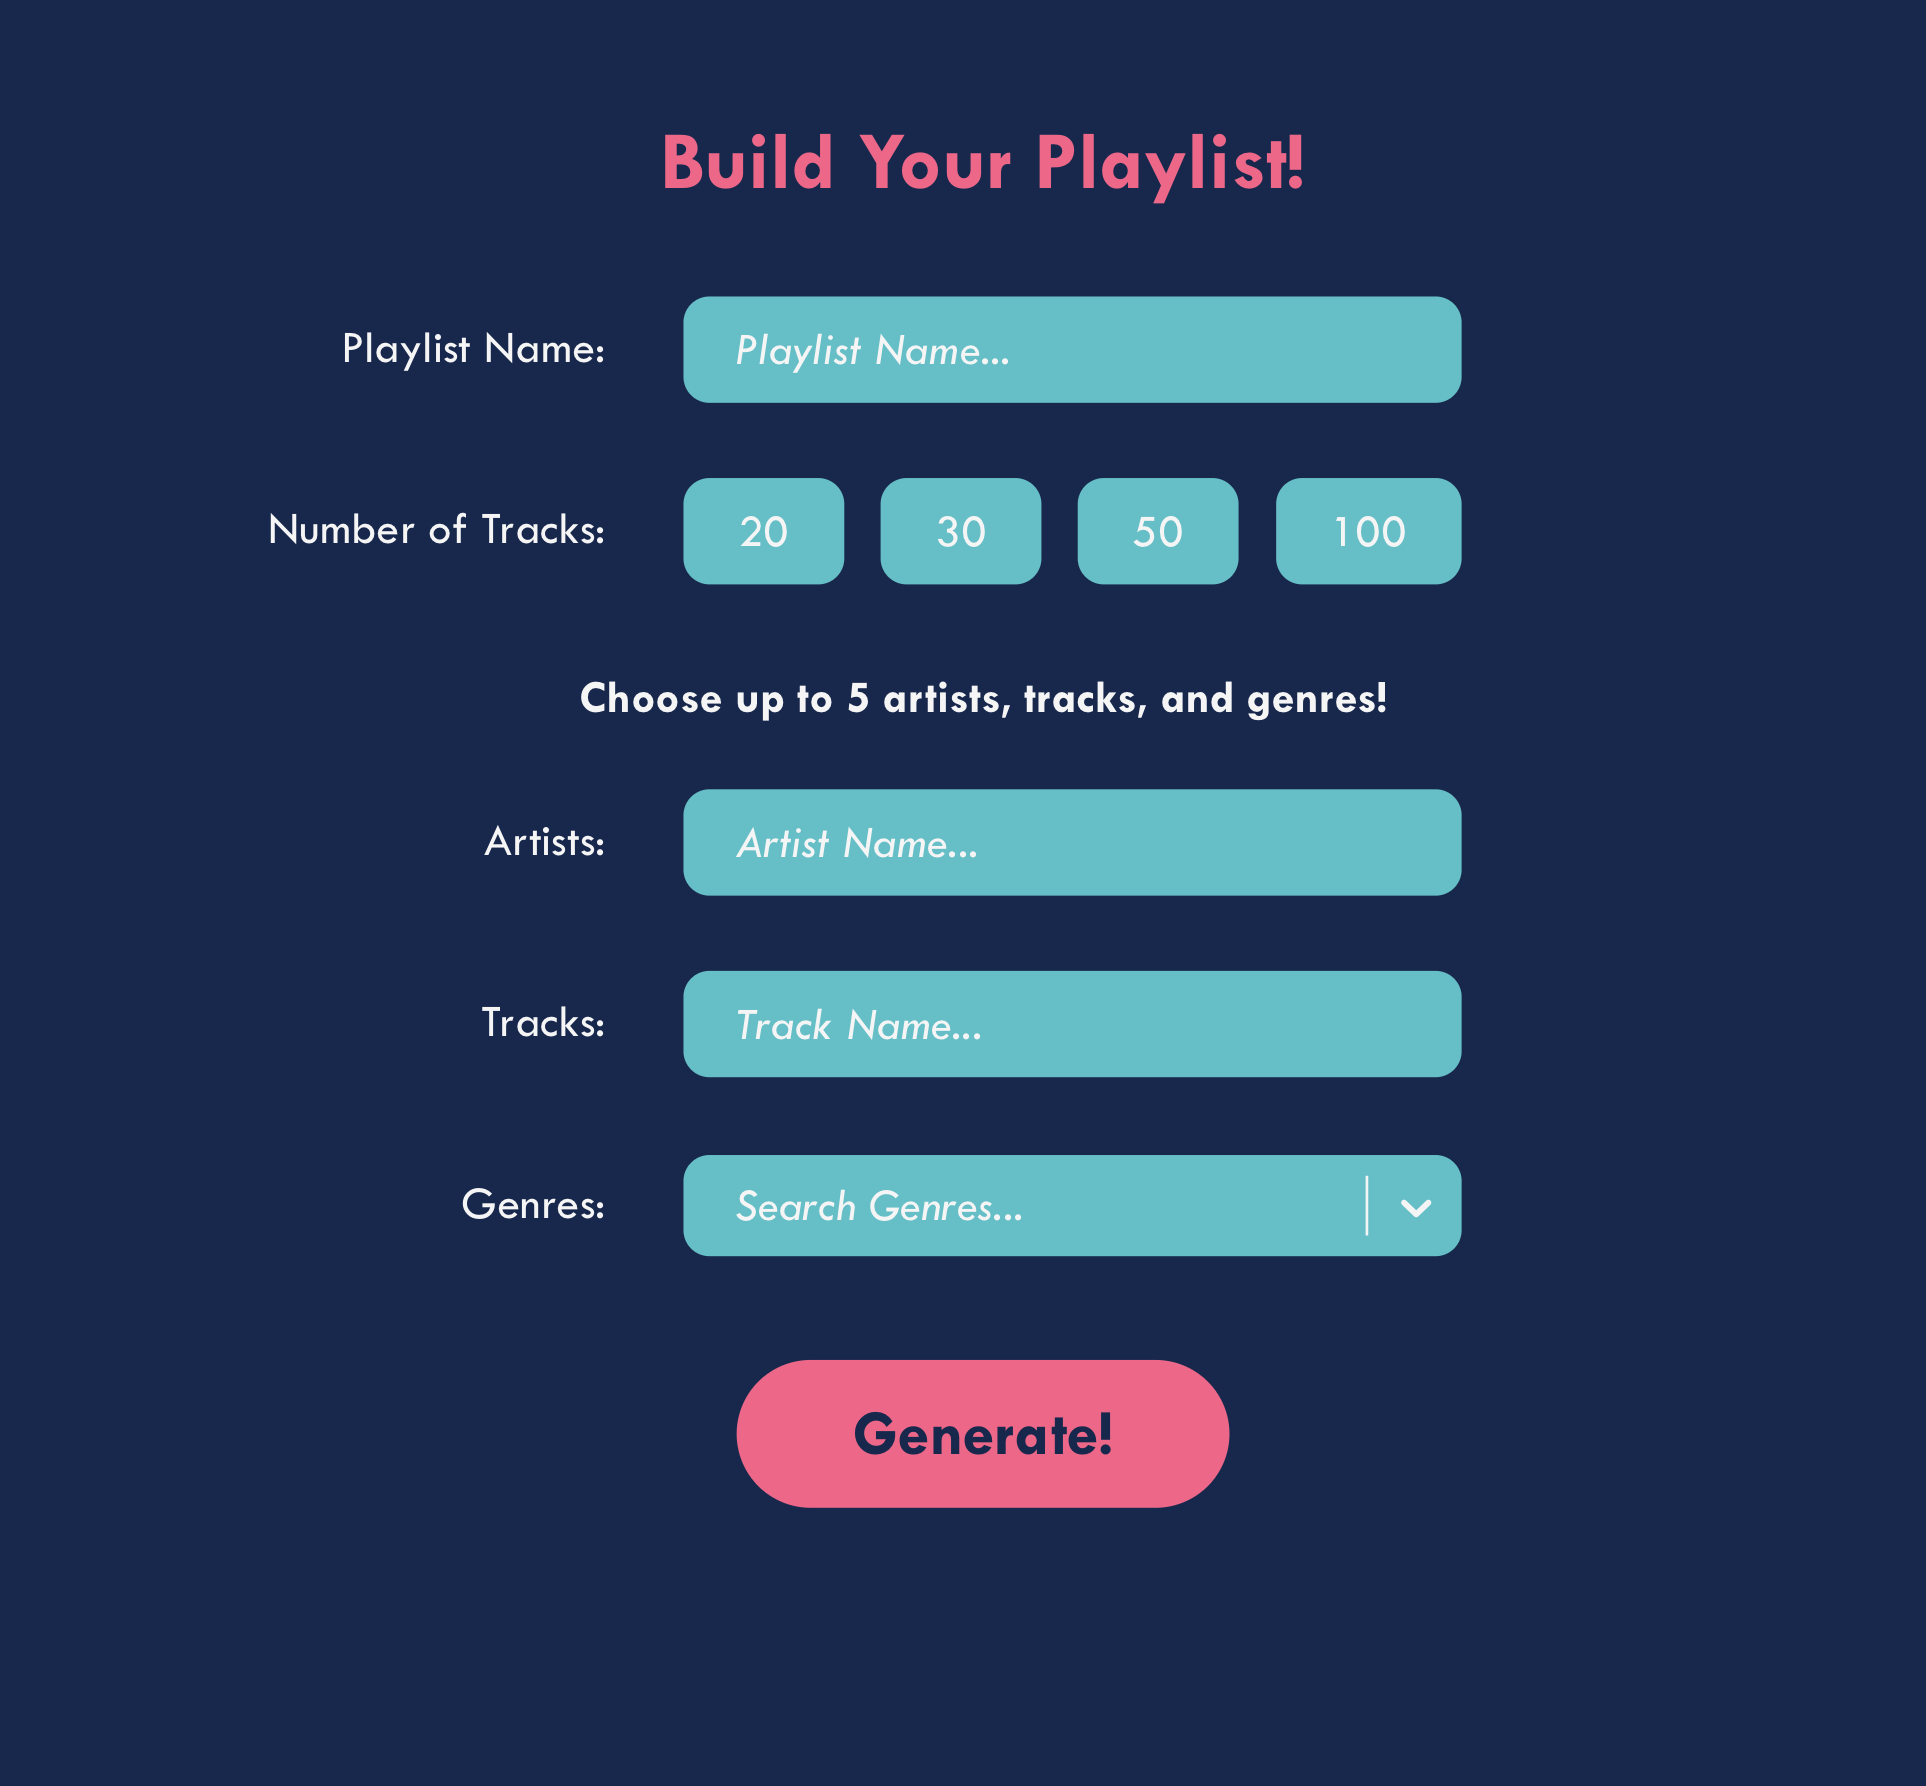 Build Your Playlist!
Playlist Name: Playlist Name...
Number of Tracks: 20 30 50 100
Choose up to 5 artists, tracks, and genres!
Artists: Artist Name...
Tracks: Track Name...
Genres: Search Genres...
Generate!